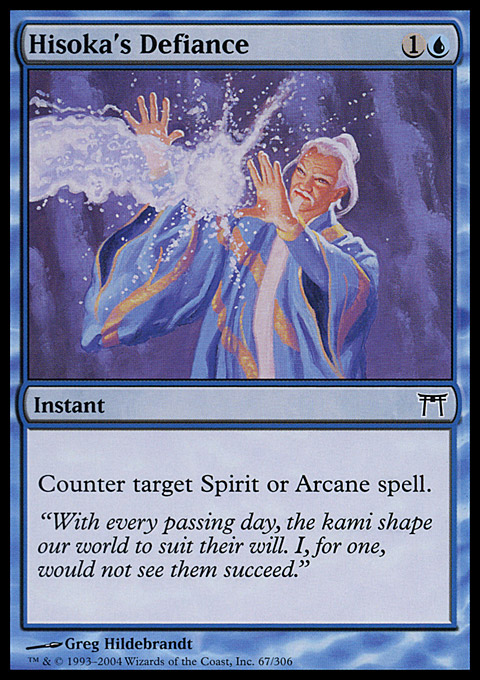 Hisoka's Defiance 1
Instant
Counter target Spirit or Arcane spell.
“With every passing day, the kami shape
our world to suit their will. I, for one,
would not see them succeed.”
Greg Hildebrandt
™ & © 1993–2004 Wizards of the Coast, Inc. 67/306